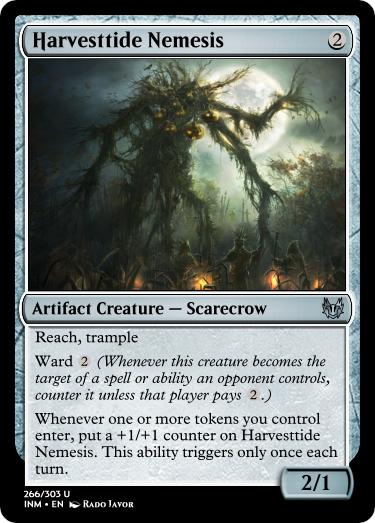 Harvesttide Nemesis 2
Artifact Creature — Scarecrow
Reach, trample
Ward 2 (Whenever this creature becomes the
target of a spell or ability an opponent controls,
counter it unless that player pays 2.)
Whenever one or more tokens you control
enter, put a +1/+1 counter on Harvesttide
Nemesis. This ability triggers only once each
turn.
2/1
266/303 U
INM • EN Rado Javor